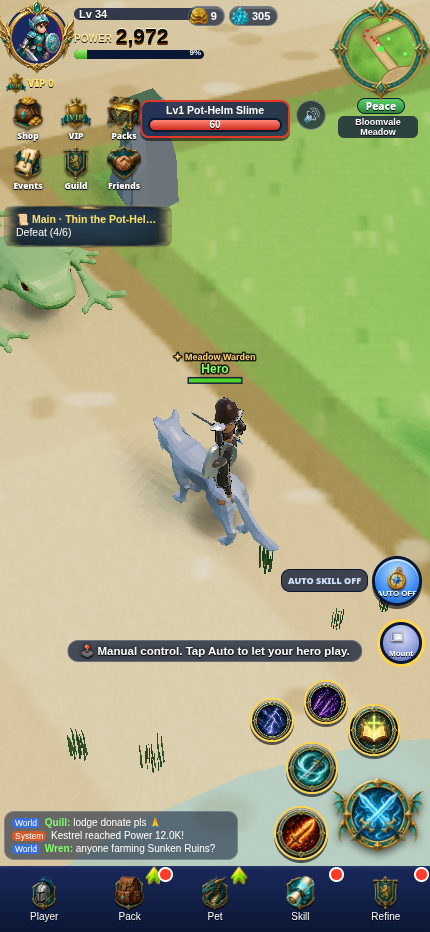 Lv 34
9
305
POWER 2,972
9%
VIP 0
Shop
VIP
Packs
Lv1 Pot-Helm Slime
60
Peace
Bloomvale
Meadow
Events
Guild
Friends
Main · Thin the Pot-Hel...
Defeat (4/6)
Meadow Warden
Hero
AUTO SKILL OFF
AUTO OFF
Manual control. Tap Auto to let your hero play.
Mount
World Quill: lodge donate pls 🙏
System Kestrel reached Power 12.0K!
World Wren: anyone farming Sunken Ruins?
Player
Pack
Pet
Skill
Refine